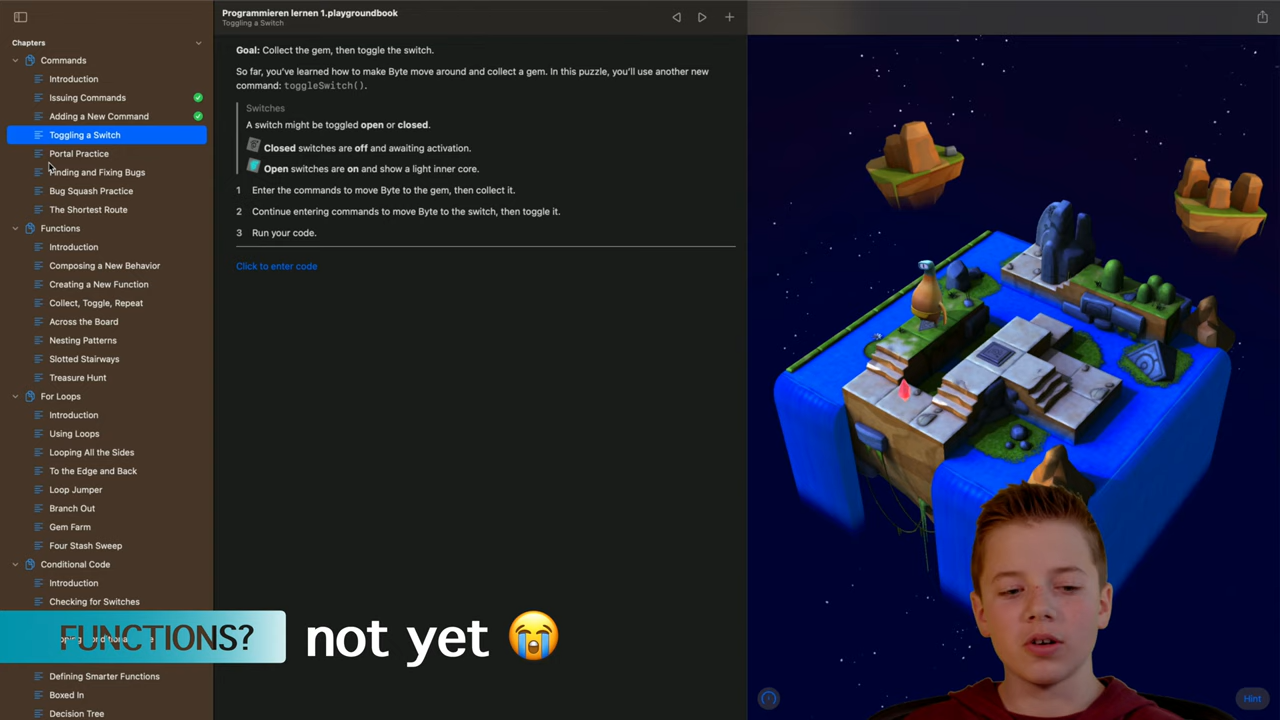 Chapters
Commands
Introduction
Issuing Commands
Adding a New Command
Toggling a Switch
Portal Practice
Finding and Fixing Bugs
Bug Squash Practice
The Shortest Route
Functions
Introduction
Composing a New Behavior
Creating a New Function
Collect, Toggle, Repeat
Across the Board
Nesting Patterns
Slotted Stairways
Treasure Hunt
For Loops
Introduction
Using Loops
Looping All the Sides
To the Edge and Back
Loop Jumper
Branch Out
Gem Farm
Four Stash Sweep
Conditional Code
Introduction
Checking for Switches
Defining Smarter Functions
Boxed In
Decision Tree
Programmieren lernen 1.playgroundbook
Toggling a Switch
Goal: Collect the gem, then toggle the switch.
So far, you've learned how to make Byte move around and collect a gem. In this puzzle, you'll use another new
command: toggleSwitch().
Switches
A switch might be toggled open or closed.
Closed switches are off and awaiting activation.
Open switches are on and show a light inner core.
1 Enter the commands to move Byte to the gem, then collect it.
2 Continue entering commands to move Byte to the switch, then toggle it.
3 Run your code.
Click to enter code
FUNCTIONS? not yet 😭
Hint